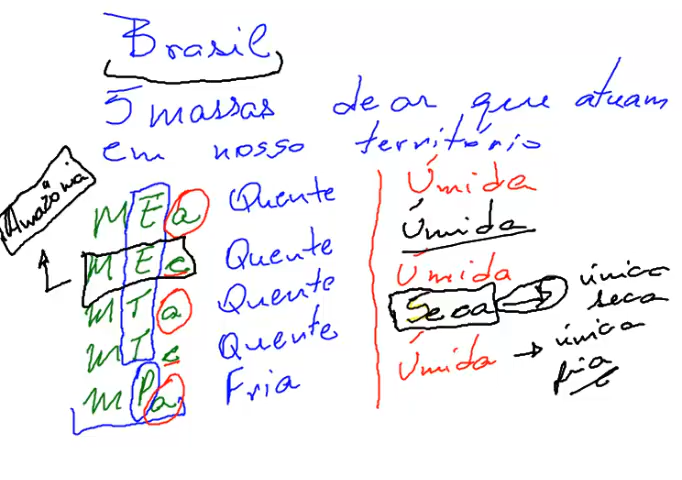 Brasil
5 massas de ar que atuam
em nosso território
Amazônia
MEa Quente Úmida
MEc Quente Úmida
MTa Quente Úmida
MTc Quente Seca → única seca
MPa Fria Úmida → única fria